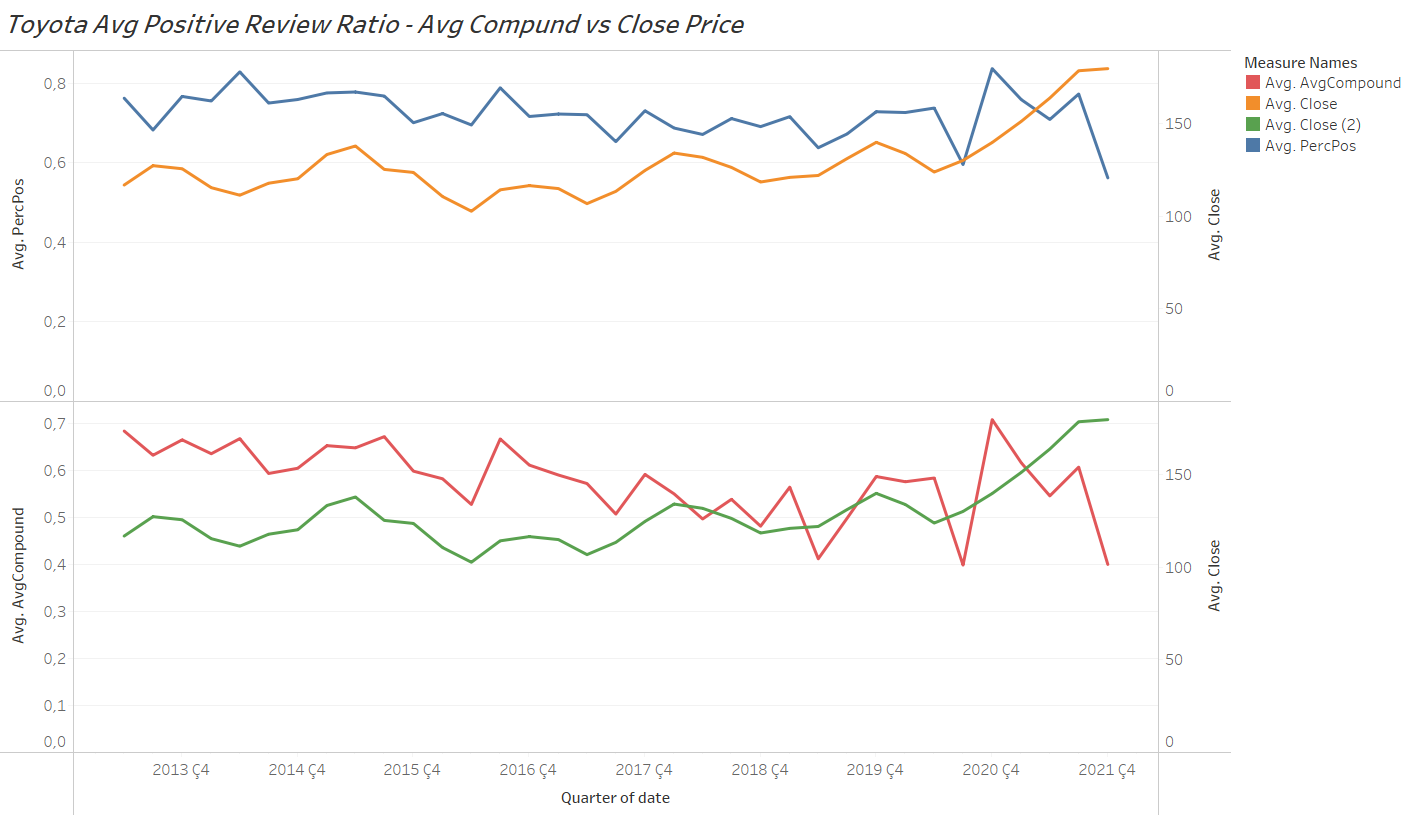 Toyota Avg Positive Review Ratio - Avg Compund vs Close Price
Measure Names
Avg. AvgCompound
Avg. Close
Avg. Close (2)
Avg. PercPos
Avg. PercPos
0,8
0,6
0,4
0,2
0,0
150
100
50
0
Avg. Close
Avg. AvgCompound
0,7
0,6
0,5
0,4
0,3
0,2
0,1
0,0
150
100
50
0
Avg. Close
2013 Ç4 2014 Ç4 2015 Ç4 2016 Ç4 2017 Ç4 2018 Ç4 2019 Ç4 2020 Ç4 2021 Ç4
Quarter of date